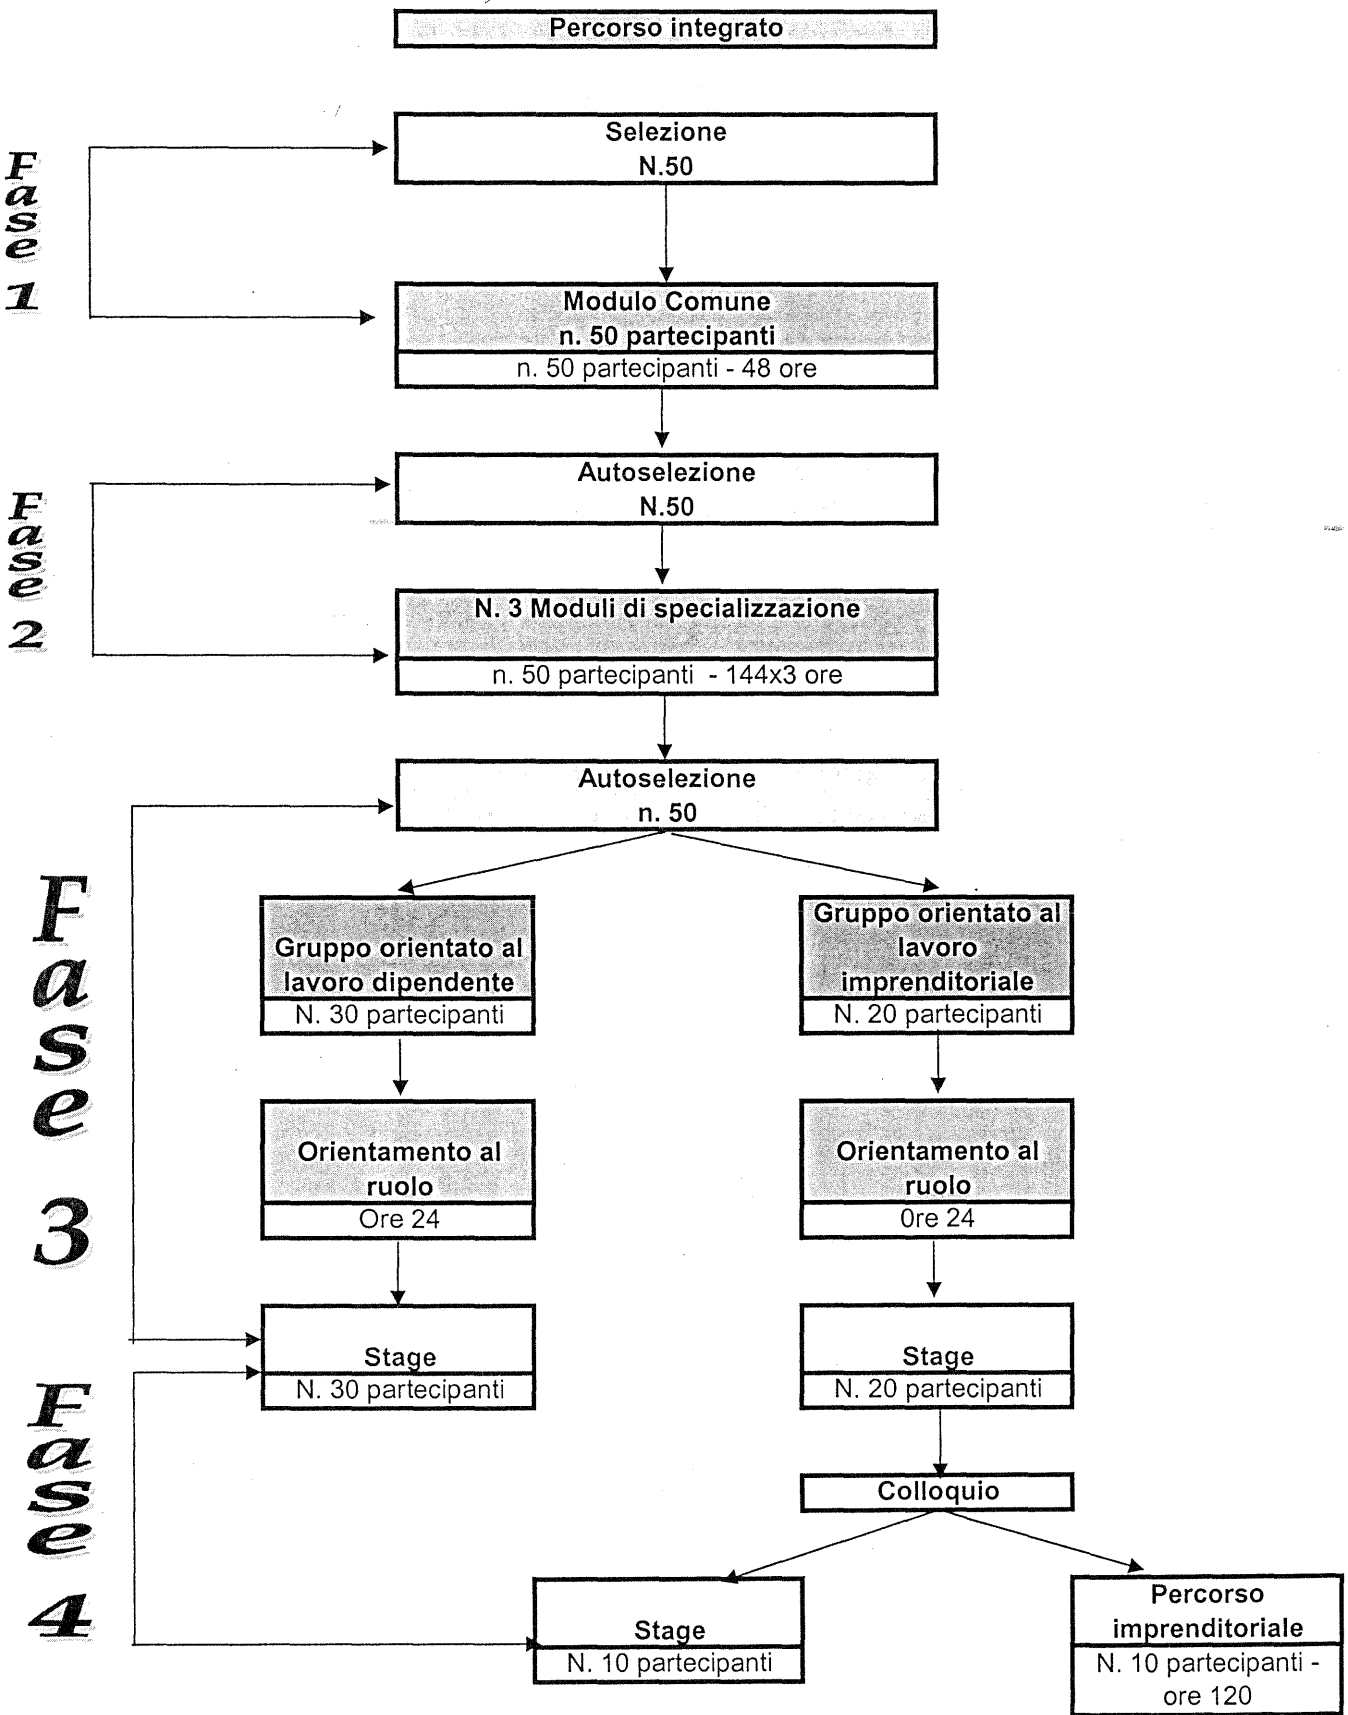 Percorso integrato
Fase 1
Selezione
N.50
Modulo Comune
n. 50 partecipanti
n. 50 partecipanti - 48 ore
Fase 2
Autoselezione
N.50
N. 3 Moduli di specializzazione
n. 50 partecipanti - 144x3 ore
Fase 3
Autoselezione
n. 50
Gruppo orientato al
lavoro dipendente
N. 30 partecipanti
Gruppo orientato al
lavoro
imprenditoriale
N. 20 partecipanti
Orientamento al
ruolo
Ore 24
Orientamento al
ruolo
0re 24
Stage
N. 30 partecipanti
Stage
N. 20 partecipanti
Fase 4
Colloquio
Stage
N. 10 partecipanti
Percorso
imprenditoriale
N. 10 partecipanti -
ore 120